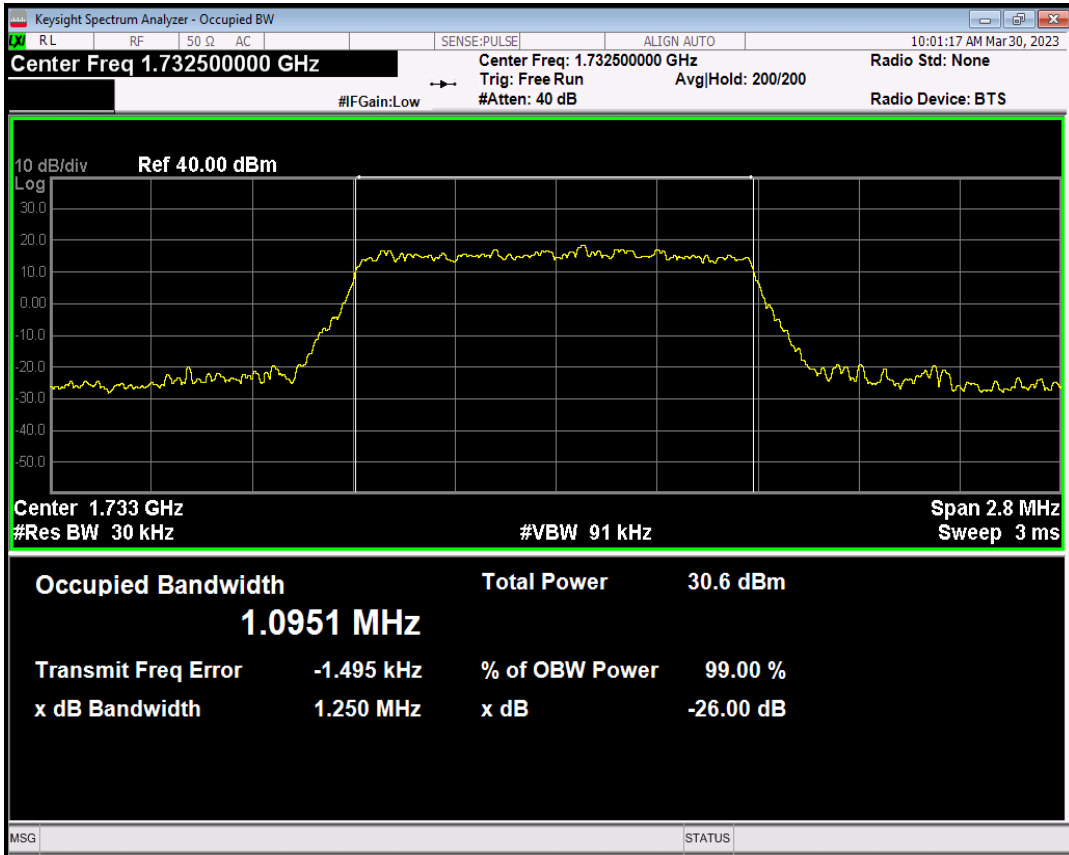 Keysight Spectrum Analyzer - Occupied BW
LXI RL RF 50 Ω AC SENSE:PULSE ALIGN AUTO 10:01:17 AM Mar 30, 2023
Center Freq 1.732500000 GHz
Center Freq: 1.732500000 GHz
Radio Std: None
Trig: Free Run Avg|Hold: 200/200
#IFGain:Low #Atten: 40 dB Radio Device: BTS
10 dB/div Ref 40.00 dBm
Log
30.0
20.0
10.0
0.00
-10.0
-20.0
-30.0
-40.0
-50.0
Center 1.733 GHz Span 2.8 MHz
#Res BW 30 kHz #VBW 91 kHz Sweep 3 ms
Occupied Bandwidth Total Power 30.6 dBm
1.0951 MHz
Transmit Freq Error -1.495 kHz % of OBW Power 99.00 %
x dB Bandwidth 1.250 MHz x dB -26.00 dB
MSG STATUS